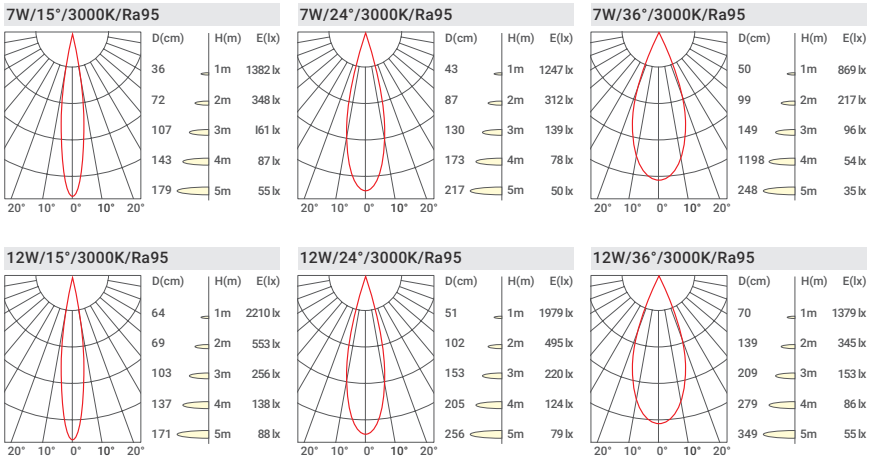 7W/15°/3000K/Ra95
D(cm) H(m) E(lx)
36 1m 1382 lx
72 2m 348 lx
107 3m l61 lx
143 4m 87 lx
179 5m 55 lx
20° 10° 0° 10° 20°
7W/24°/3000K/Ra95
D(cm) H(m) E(lx)
43 1m 1247 lx
87 2m 312 lx
130 3m 139 lx
173 4m 78 lx
217 5m 50 lx
20° 10° 0° 10° 20°
7W/36°/3000K/Ra95
D(cm) H(m) E(lx)
50 1m 869 lx
99 2m 217 lx
149 3m 96 lx
1198 4m 54 lx
248 5m 35 lx
20° 10° 0° 10° 20°
12W/15°/3000K/Ra95
D(cm) H(m) E(lx)
64 1m 2210 lx
69 2m 553 lx
103 3m 256 lx
137 4m 138 lx
171 5m 88 lx
20° 10° 0° 10° 20°
12W/24°/3000K/Ra95
D(cm) H(m) E(lx)
51 1m 1979 lx
102 2m 495 lx
153 3m 220 lx
205 4m 124 lx
256 5m 79 lx
20° 10° 0° 10° 20°
12W/36°/3000K/Ra95
D(cm) H(m) E(lx)
70 1m 1379 lx
139 2m 345 lx
209 3m 153 lx
279 4m 86 lx
349 5m 55 lx
20° 10° 0° 10° 20°